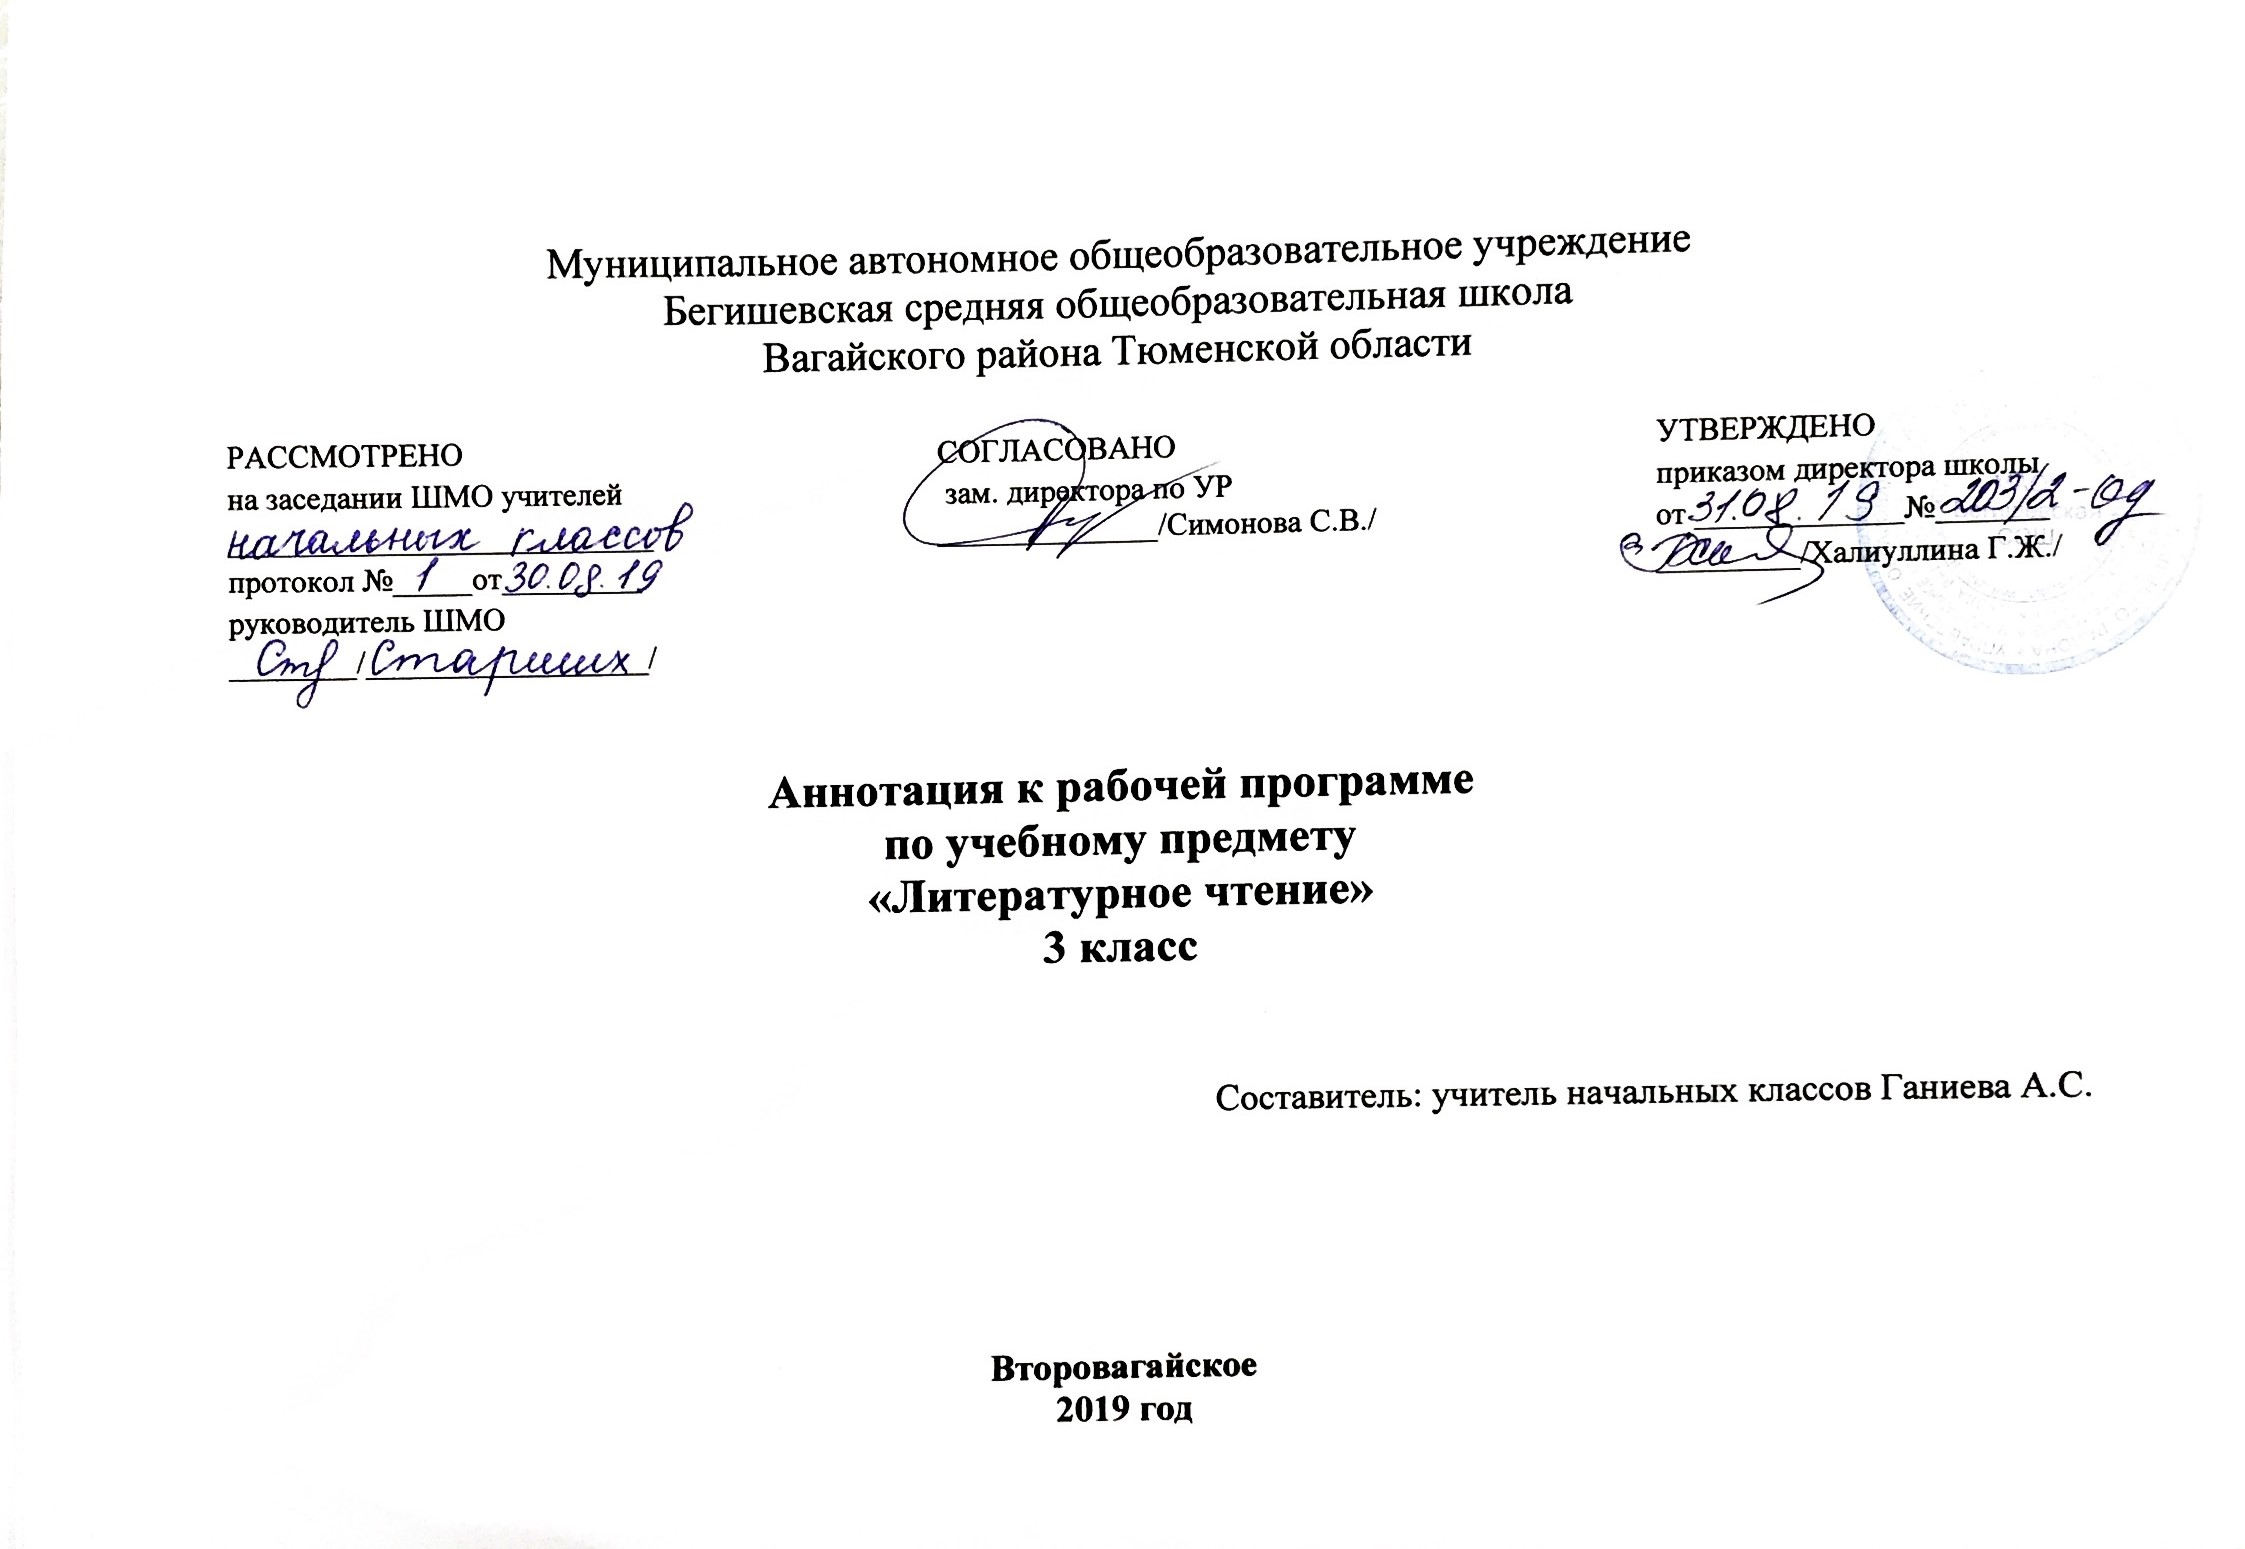 Муниципальное автономное общеобразовательное учреждение
Бегишевская средняя общеобразовательная школа
Вагайского района Тюменской области
РАССМОТРЕНО
на заседании ШМО учителей
начальных классов
протокол № 1 от 30.08.19
руководитель ШМО
/Старших/
СОГЛАСОВАНО
зам. директора по УР
/Симонова С.В./
УТВЕРЖДЕНО
приказом директора школы
от 31.08.19 № 203/2-од
/Халиуллина Г.Ж./
Аннотация к рабочей программе
по учебному предмету
«Литературное чтение»
3 класс
Составитель: учитель начальных классов Ганиева А.С.
Второвагайское
2019 год